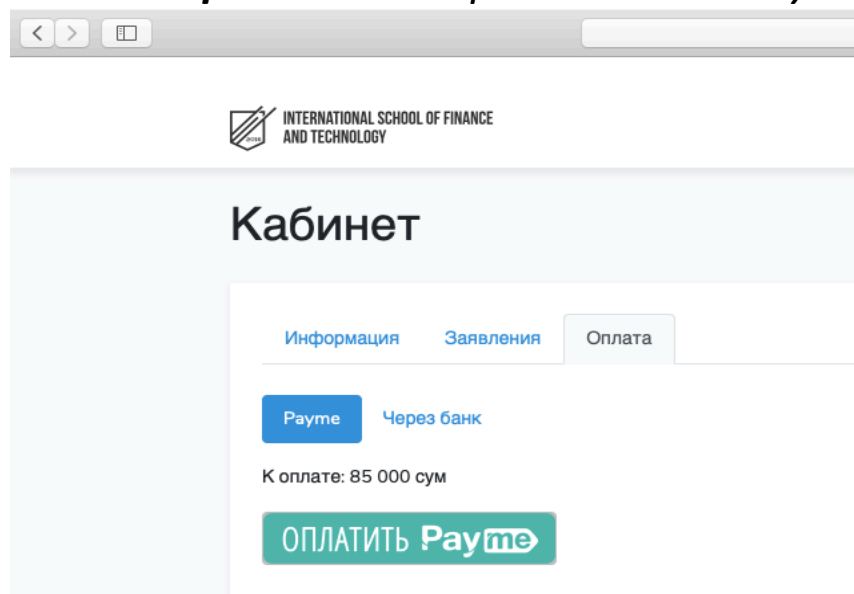 INTERNATIONAL SCHOOL OF FINANCE
AND TECHNOLOGY
Кабинет
Информация Заявления Оплата
Payme Через банк
К оплате: 85 000 сум
ОПЛАТИТЬ Payme